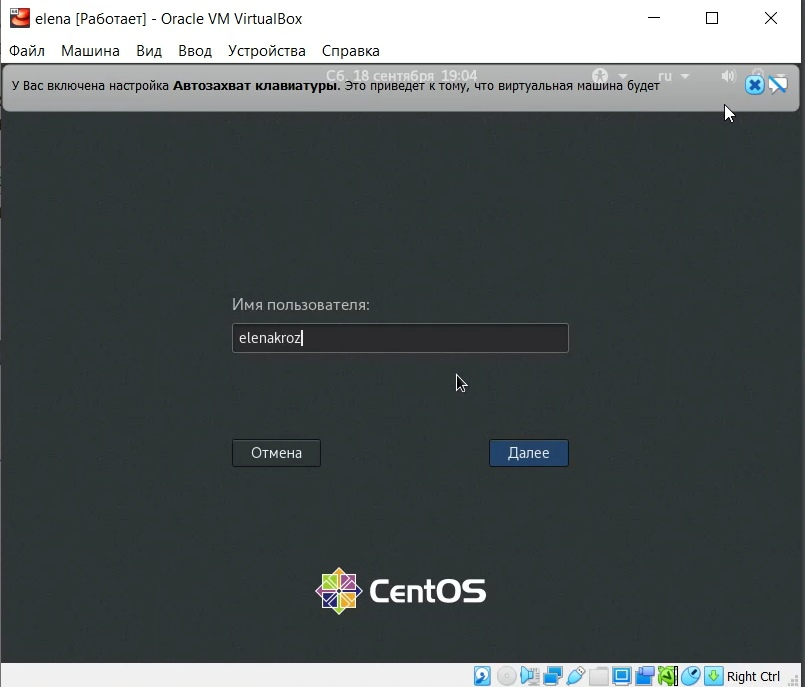 elena [Работает] - Oracle VM VirtualBox
Файл Машина Вид Ввод Устройства Справка
Сб, 18 сентября 19:04 ru
У Вас включена настройка Автозахват клавиатуры. Это приведет к тому, что виртуальная машина будет
Имя пользователя:
elenakroz
Отмена Далее
CentOS
Right Ctrl